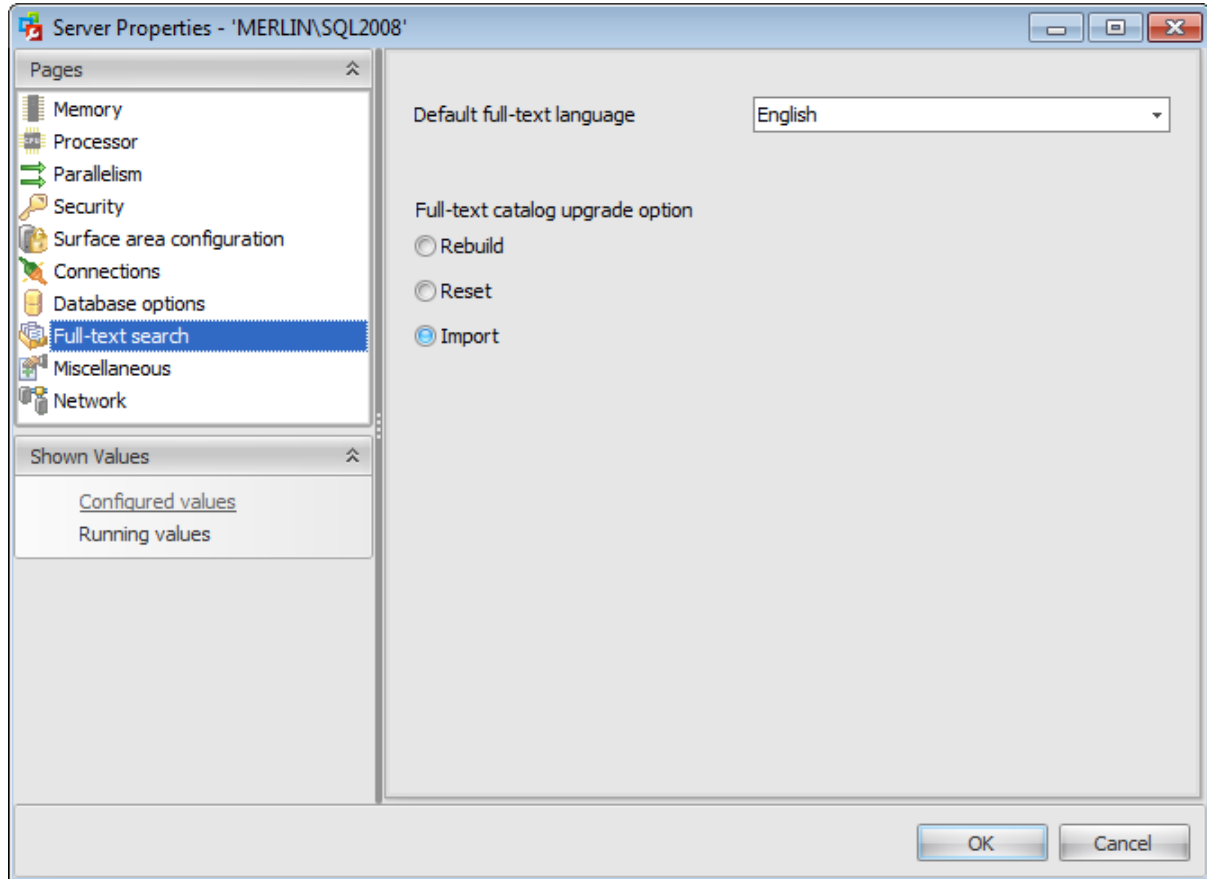 Server Properties - 'MERLIN\SQL2008'
Pages
Memory
Processor
Parallelism
Security
Surface area configuration
Connections
Database options
Full-text search
Miscellaneous
Network
Shown Values
Configured values
Running values
Default full-text language
English
Full-text catalog upgrade option
Rebuild
Reset
Import
OK
Cancel